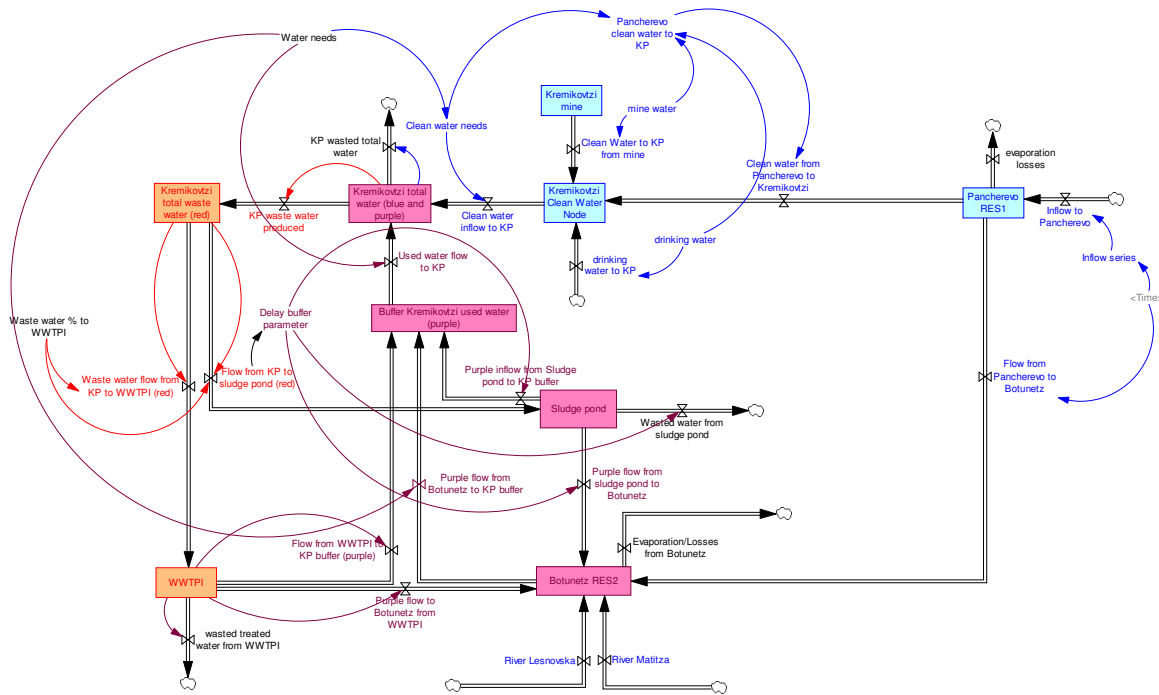 Water needs
Pancherevo
clean water to
KP
Kremikovtzi
mine
mine water
Clean water needs
KP wasted total
water
Clean Water to KP
from mine
Clean water from
Pancherevo to
Kremikovtzi
evaporation
losses
Kremikovtzi
total waste
water (red)
KP waste water
produced
Kremikovtzi total
water (blue and
purple)
Clean water
inflow to KP
Kremikovtzi
Clean Water
Node
Pancherevo
RES1
Inflow to
Pancherevo
drinking water
drinking
water to KP
Used water flow
to KP
Inflow series
<Time:
Waste water % to
WWTPI
Delay buffer
parameter
Buffer Kremikovtzi used water
(purple)
Waste water flow from
KP to WWTPI (red)
Flow from KP to
sludge pond (red)
Purple inflow from Sludge
pond to KP buffer
Flow from
Pancherevo to
Botunetz
Sludge pond
Wasted water from
sludge pond
Purple flow from
Botunetz to KP buffer
Purple flow from
sludge pond to
Botunetz
Flow from WWTPI to
KP buffer (purple)
Evaporation/Losses
from Botunetz
WWTPI
Botunetz RES2
Purple flow to
Botunetz from
WWTPI
wasted treated
water from WWTPI
River Lesnovska
River Matitza